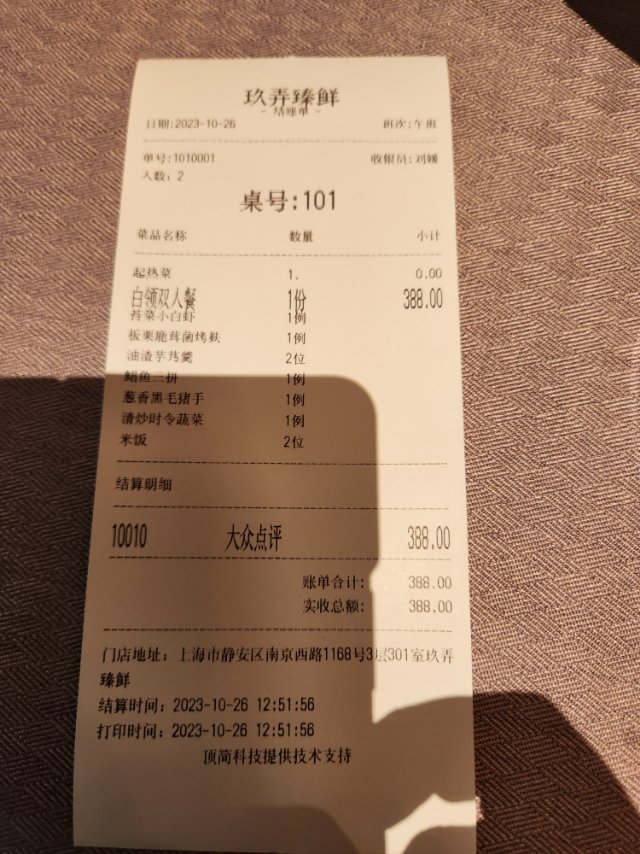 玖弄臻鲜
- 结账单 -
日期:2023-10-26 班次:午班
单号:1010001 收银员:刘媛
人数：2
桌号:101
菜品名称 数量 小计
起热菜 1. 0.00
白领双人餐 1份 388.00
苔菜小白虾 1例
板栗鹿茸菌烤麸 1例
油渣芋艿羹 2位
鲳鱼三拼 1例
葱香黑毛猪手 1例
清炒时令蔬菜 1例
米饭 2位
结算明细
10010 大众点评 388.00
账单合计: 388.00
实收总额: 388.00
门店地址：上海市静安区南京西路1168号3层301室玖弄
臻鲜
结算时间：2023-10-26 12:51:56
打印时间：2023-10-26 12:51:56
顶简科技提供技术支持